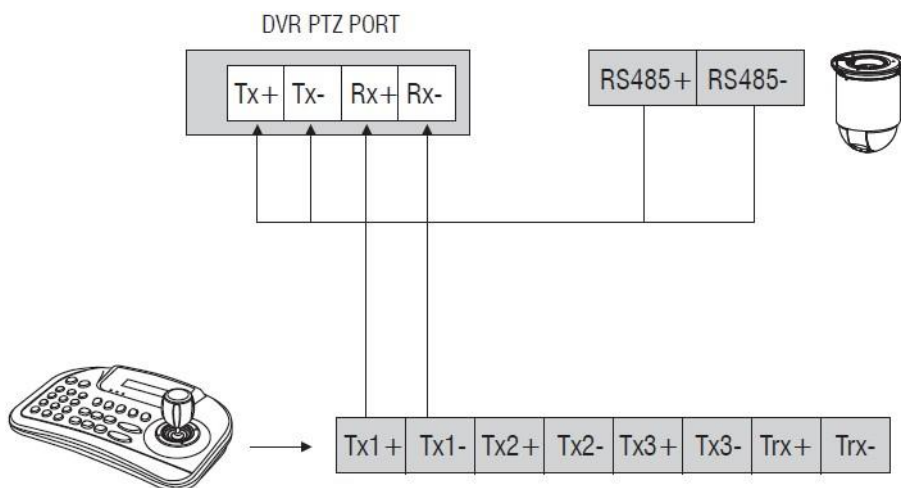 DVR PTZ PORT
Tx+ Tx- Rx+ Rx-
RS485+ RS485-
Tx1+ Tx1- Tx2+ Tx2- Tx3+ Tx3- Trx+ Trx-